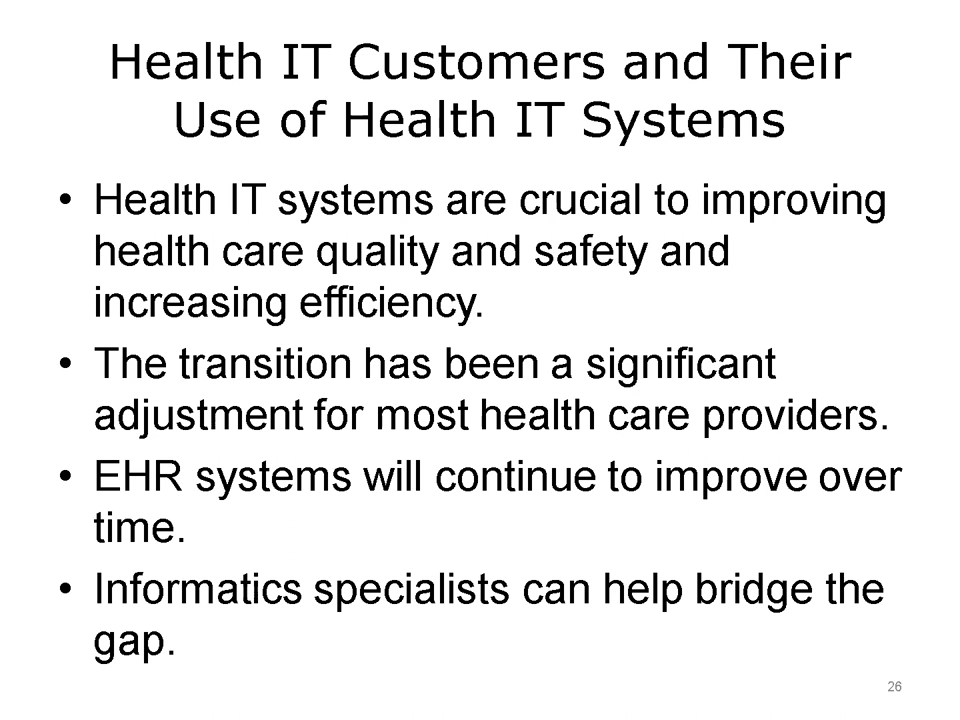 Health IT Customers and Their
Use of Health IT Systems
• Health IT systems are crucial to improving
health care quality and safety and
increasing efficiency.
• The transition has been a significant
adjustment for most health care providers.
• EHR systems will continue to improve over
time.
• Informatics specialists can help bridge the
gap.
26